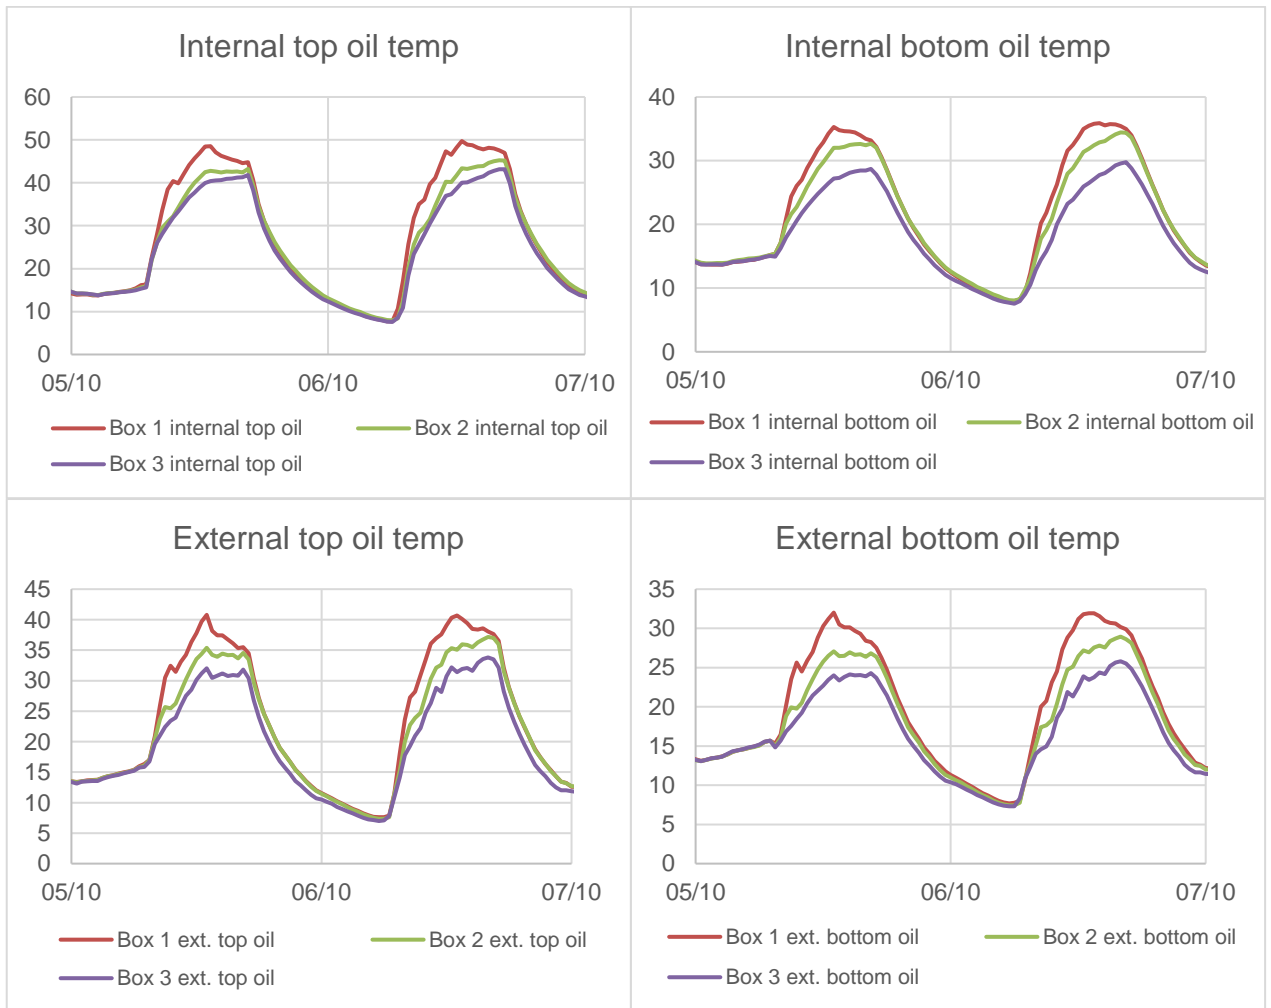 Internal top oil temp
60
50
40
30
20
10
0
05/10 06/10 07/10
Box 1 internal top oil Box 2 internal top oil
Box 3 internal top oil
Internal botom oil temp
40
30
20
10
0
05/10 06/10 07/10
Box 1 internal bottom oil Box 2 internal bottom oil
Box 3 internal bottom oil
External top oil temp
45
40
35
30
25
20
15
10
5
0
05/10 06/10 07/10
Box 1 ext. top oil Box 2 ext. top oil
Box 3 ext. top oil
External bottom oil temp
35
30
25
20
15
10
5
0
05/10 06/10 07/10
Box 1 ext. bottom oil Box 2 ext. bottom oil
Box 3 ext. bottom oil